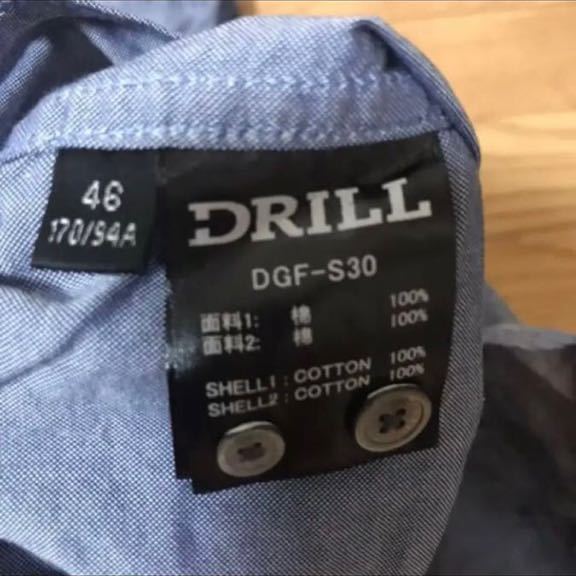 46
170/94A
DRILL
DGF-S30
面料1: 棉 100%
面料2: 棉 100%
SHELL1 : COTTON 100%
SHELL2 : COTTON 100%